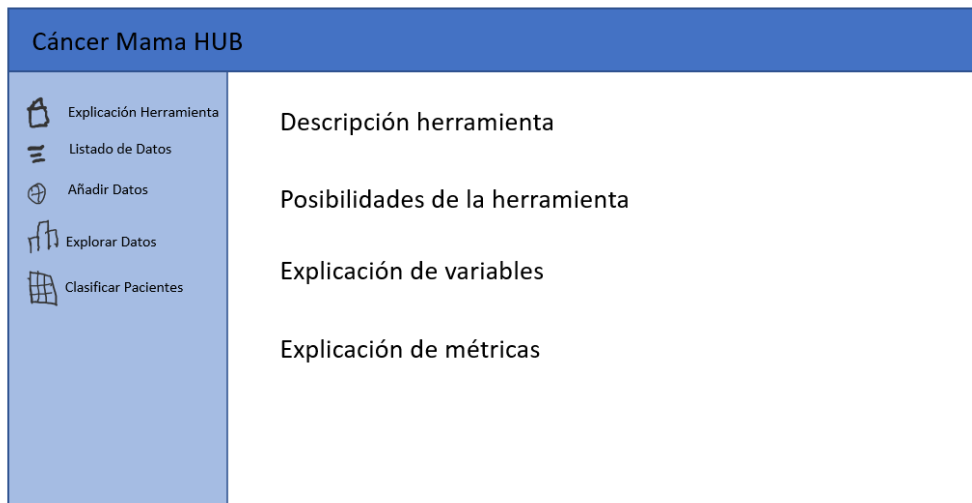 Cáncer Mama HUB
Explicación Herramienta
Listado de Datos
Añadir Datos
Explorar Datos
Clasificar Pacientes
Descripción herramienta
Posibilidades de la herramienta
Explicación de variables
Explicación de métricas